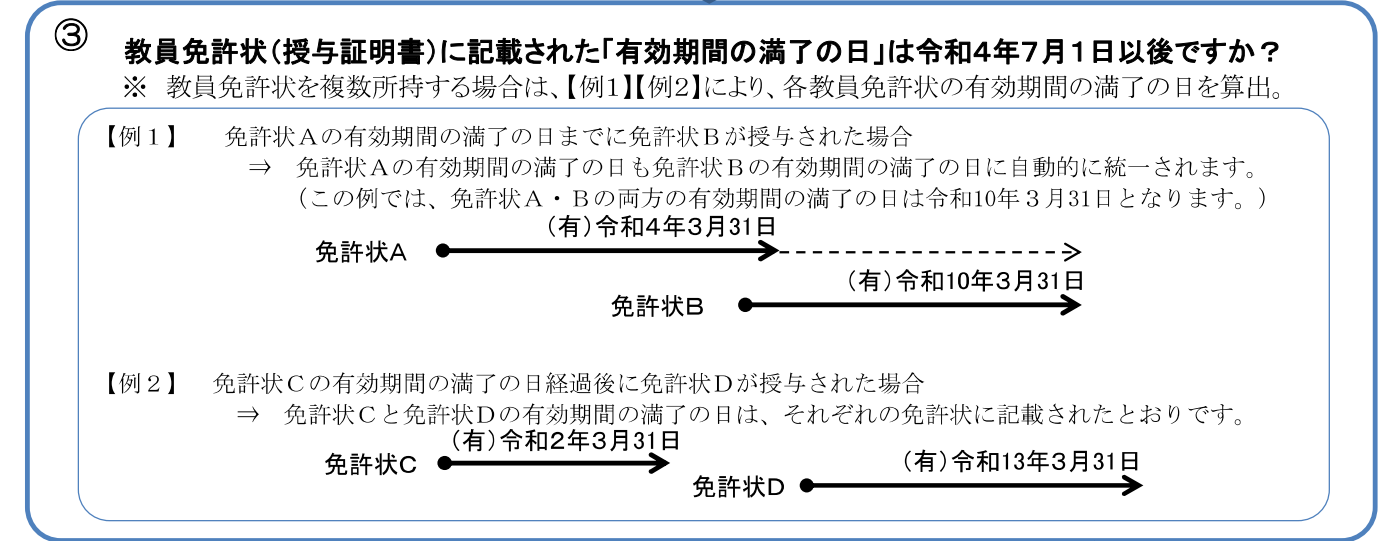 ③
教員免許状(授与証明書)に記載された「有効期間の満了の日」は令和4年7月1日以後ですか？
※ 教員免許状を複数所持する場合は、【例1】【例2】により、各教員免許状の有効期間の満了の日を算出。
【例１】 免許状Ａの有効期間の満了の日までに免許状Ｂが授与された場合
⇒ 免許状Ａの有効期間の満了の日も免許状Ｂの有効期間の満了の日に自動的に統一されます。
（この例では、免許状Ａ・Ｂの両方の有効期間の満了の日は令和10年３月31日となります。）
(有)令和4年3月31日
免許状A
(有)令和10年3月31日
免許状B
【例２】 免許状Ｃの有効期間の満了の日経過後に免許状Ｄが授与された場合
⇒ 免許状Ｃと免許状Ｄの有効期間の満了の日は、それぞれの免許状に記載されたとおりです。
(有)令和2年3月31日
免許状C
(有)令和13年3月31日
免許状D